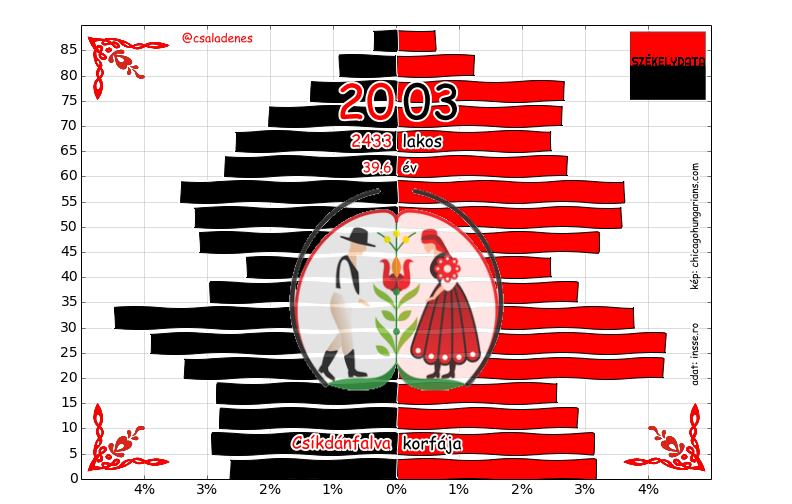 @csaladenes
SZÉKELYDATA
2003
2433 lakos
39.6 év
kép: chicagohungarians.com
adat: insse.ro
Csíkdánfalva korfája
85
80
75
70
65
60
55
50
45
40
35
30
25
20
15
10
5
0
4% 3% 2% 1% 0% 1% 2% 3% 4%